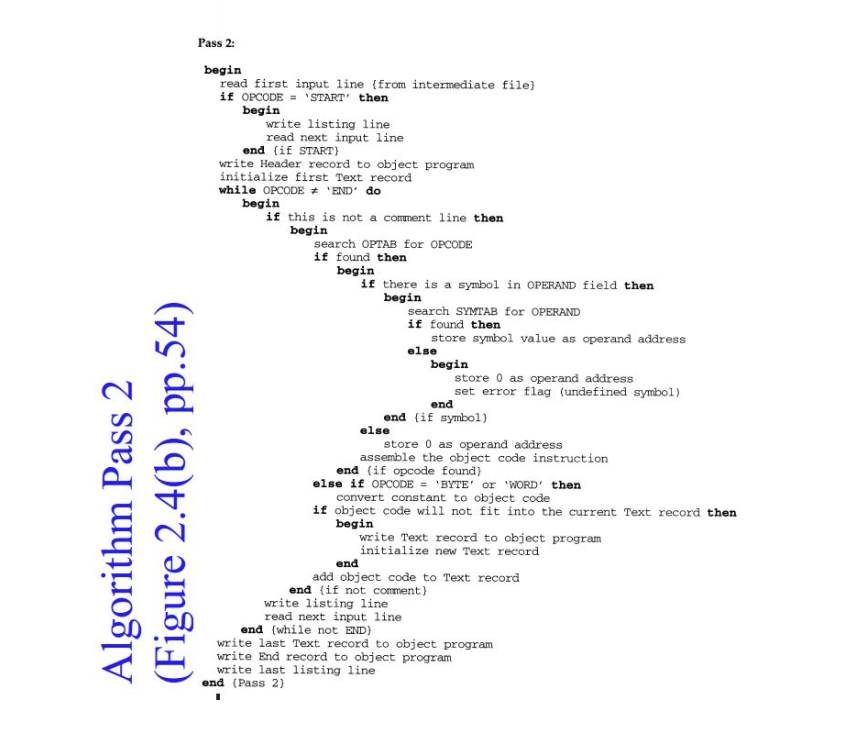 Algorithm Pass 2
(Figure 2.4(b), pp.54)
Pass 2:
begin
read first input line {from intermediate file}
if OPCODE = ‘START’ then
begin
write listing line
read next input line
end {if START}
write Header record to object program
initialize first Text record
while OPCODE ≠ ‘END’ do
begin
if this is not a comment line then
begin
search OPTAB for OPCODE
if found then
begin
if there is a symbol in OPERAND field then
begin
search SYMTAB for OPERAND
if found then
store symbol value as operand address
else
begin
store 0 as operand address
set error flag (undefined symbol)
end
end {if symbol}
else
store 0 as operand address
assemble the object code instruction
end {if opcode found}
else if OPCODE = ‘BYTE’ or ‘WORD’ then
convert constant to object code
if object code will not fit into the current Text record then
begin
write Text record to object program
initialize new Text record
end
add object code to Text record
end {if not comment}
write listing line
read next input line
end {while not END}
write last Text record to object program
write End record to object program
write last listing line
end {Pass 2}